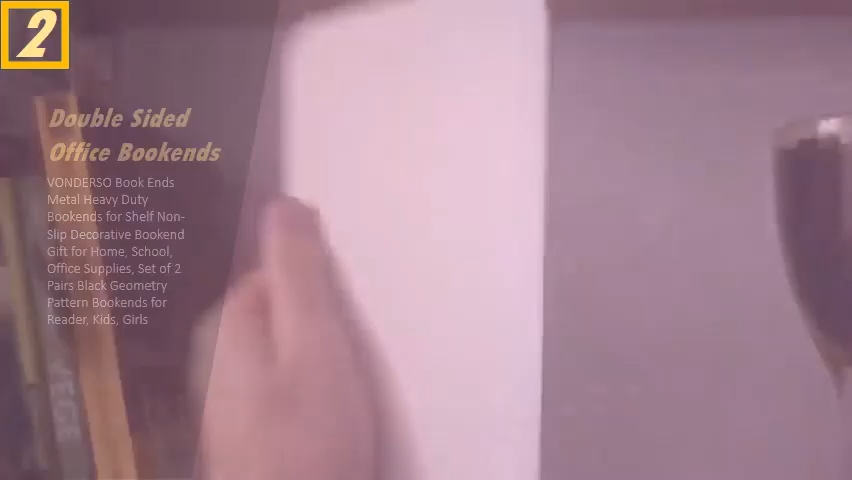 2
Double Sided
Office Bookends
VONDERSO Book Ends
Metal Heavy Duty
Bookends for Shelf Non-
Slip Decorative Bookend
Gift for Home, School,
Office Supplies, Set of 2
Pairs Black Geometry
Pattern Bookends for
Reader, Kids, Girls